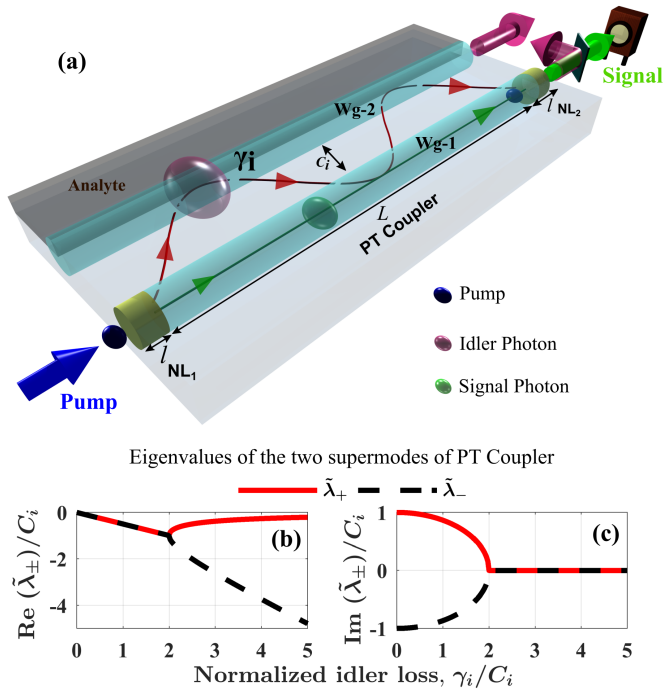 (a)
Signal
Wg-2
l NL₂
γᵢ
Cᵢ
Wg-1
Analyte
L
PT Coupler
Pump
l NL₁
Idler Photon
Pump
Signal Photon
Eigenvalues of the two supermodes of PT Coupler
λ̃₊ λ̃₋
Re (λ̃±)/Cᵢ
0
-2
-4
(b)
0 1 2 3 4 5
Im (λ̃±)/Cᵢ
1
0
-1
(c)
0 1 2 3 4 5
Normalized idler loss, γᵢ/Cᵢ